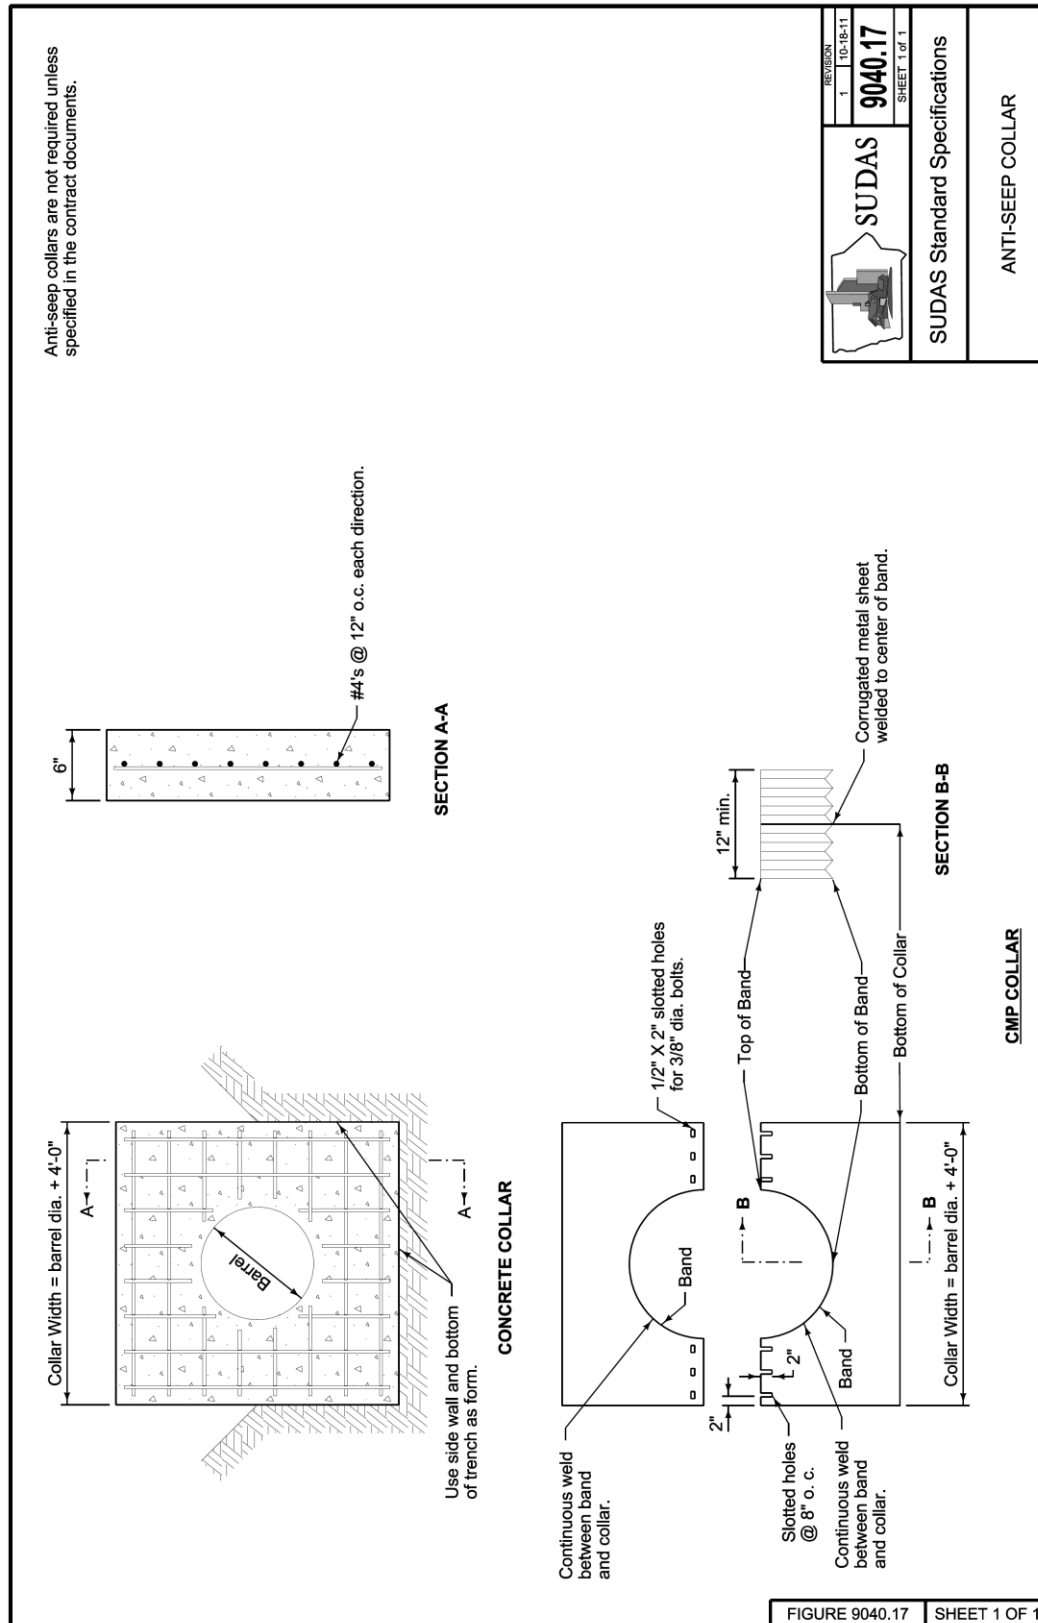 Anti-seep collars are not required unless
specified in the contract documents.
Collar Width = barrel dia. + 4'-0"
A
A
Barrel
Use side wall and bottom
of trench as form.
CONCRETE COLLAR
6"
#4's @ 12" o.c. each direction.
SECTION A-A
Continuous weld
between band
and collar.
Band
1/2" X 2" slotted holes
for 3/8" dia. bolts.
2"
2"
Slotted holes
@ 8" o. c.
Continuous weld
between band
and collar.
Band
B
B
Collar Width = barrel dia. + 4'-0"
Top of Band
Bottom of Band
Bottom of Collar
12" min.
Corrugated metal sheet
welded to center of band.
SECTION B-B
CMP COLLAR
SUDAS
REVISION
1 10-18-11
9040.17
SHEET 1 of 1
SUDAS Standard Specifications
ANTI-SEEP COLLAR
FIGURE 9040.17 SHEET 1 OF 1